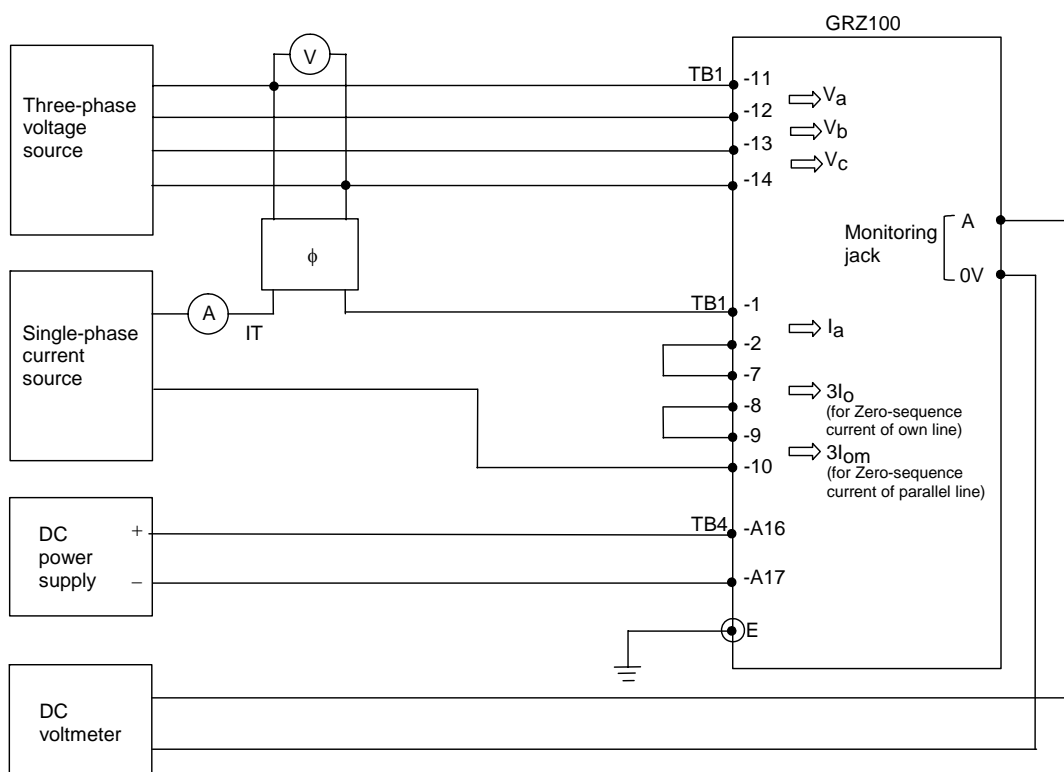 GRZ100
V
Three-phase
voltage
source
TB1
-11
Va
-12
Vb
-13
Vc
-14
Monitoring
jack
A
0V
ϕ
Single-phase
current
source
A
IT
TB1
-1
Ia
-2
-7
3Io
(for Zero-sequence
current of own line)
-8
-9
3Iom
(for Zero-sequence
current of parallel line)
-10
DC
power
supply
+
−
TB4
-A16
-A17
E
DC
voltmeter